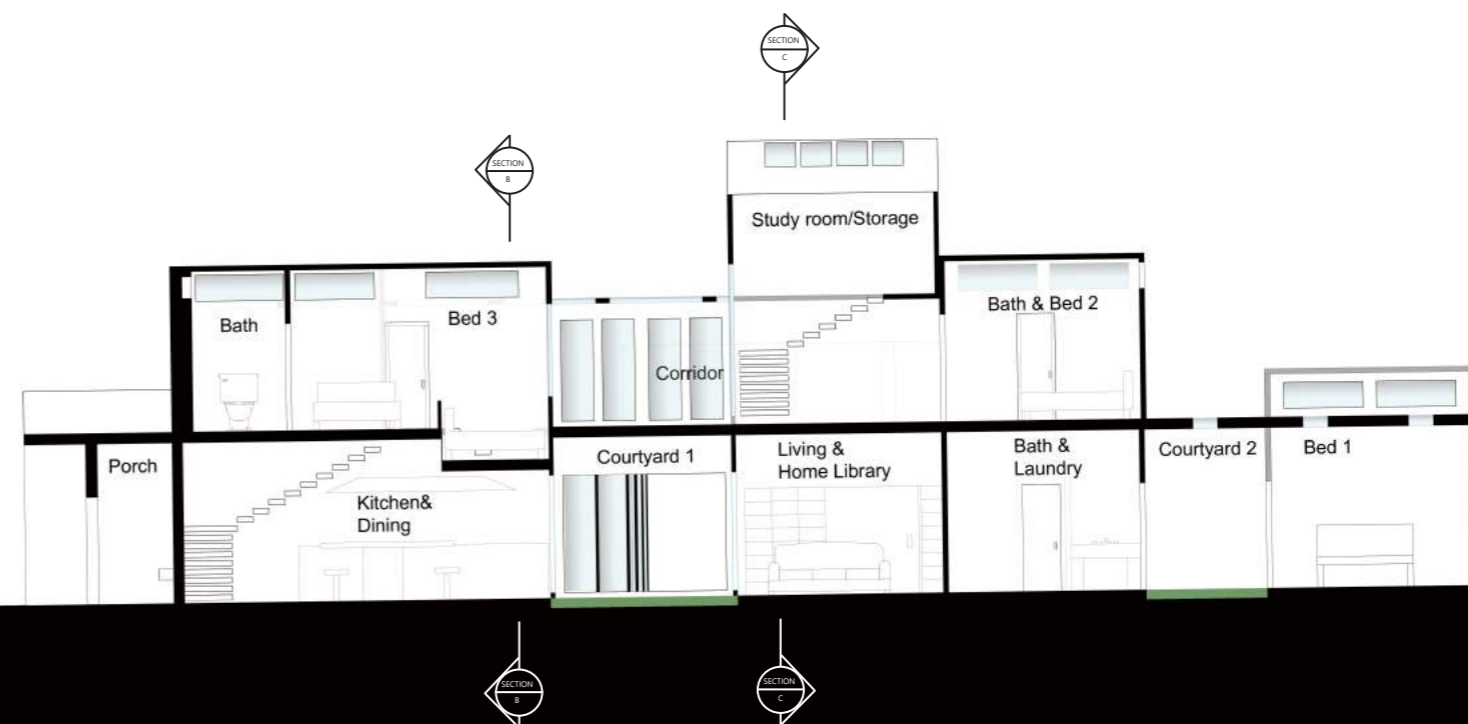 SECTION
C
SECTION
B
Study room/Storage
Bath
Bed 3
Bath & Bed 2
Corridor
Porch
Kitchen&
Dining
Courtyard 1
Living &
Home Library
Bath &
Laundry
Courtyard 2
Bed 1
SECTION
B
SECTION
C